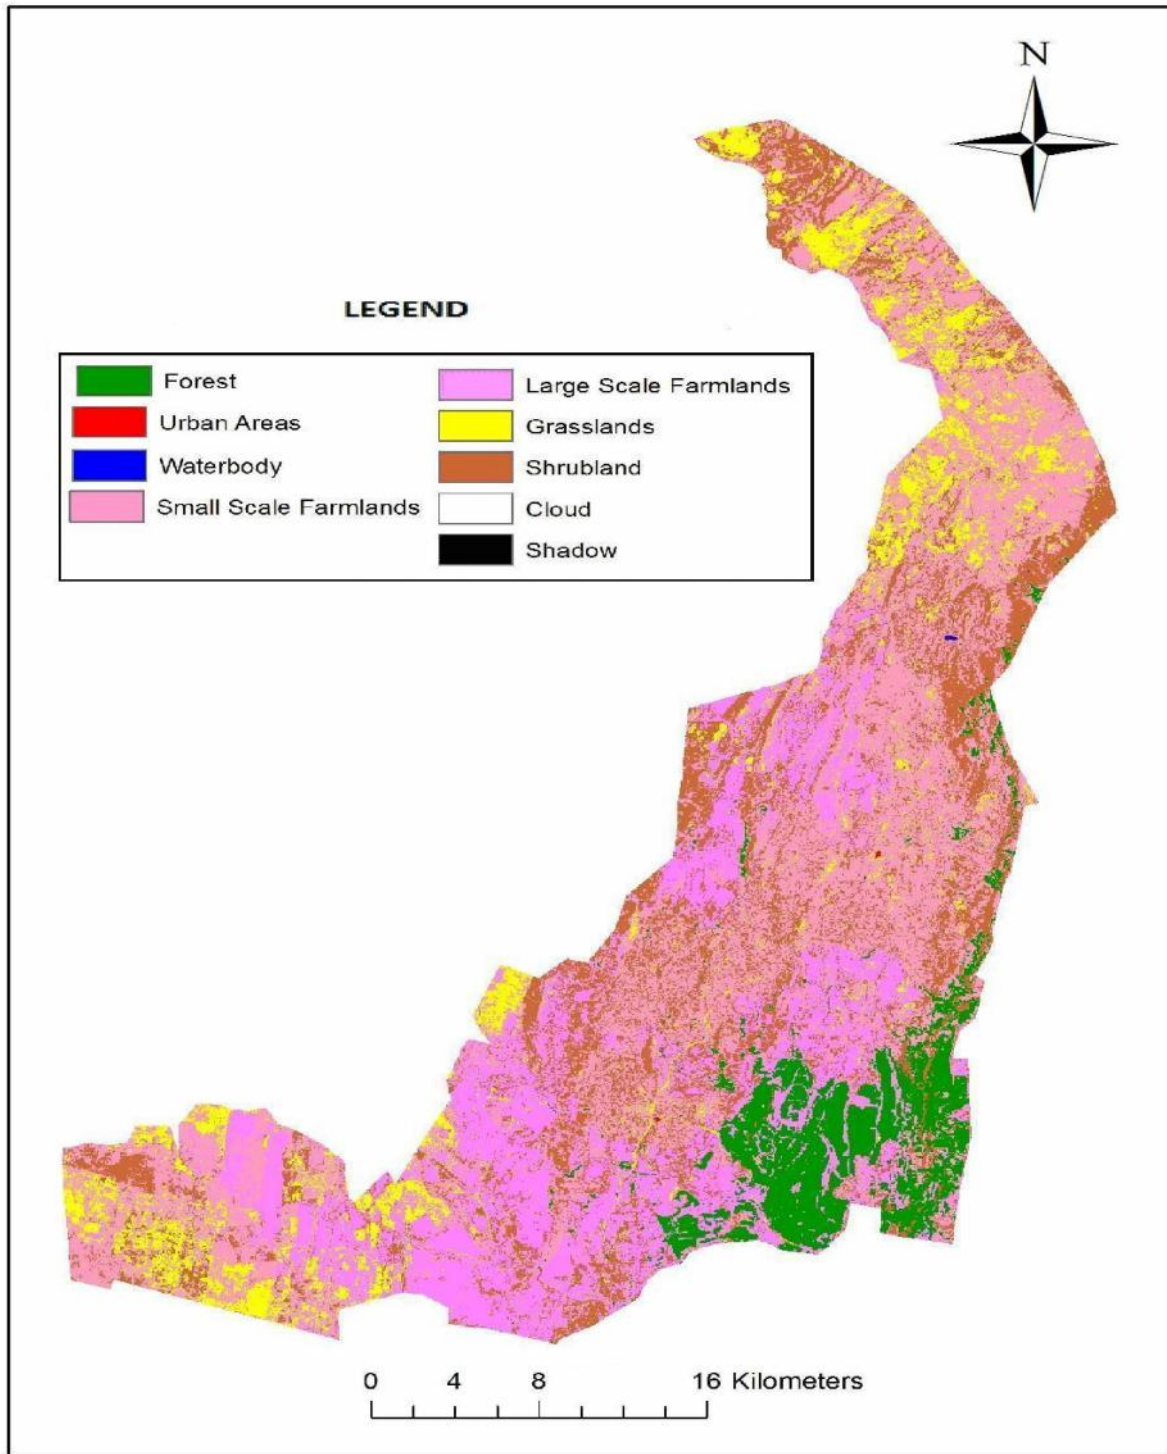 N
LEGEND
Forest
Urban Areas
Waterbody
Small Scale Farmlands
Large Scale Farmlands
Grasslands
Shrubland
Cloud
Shadow
0 4 8 16 Kilometers